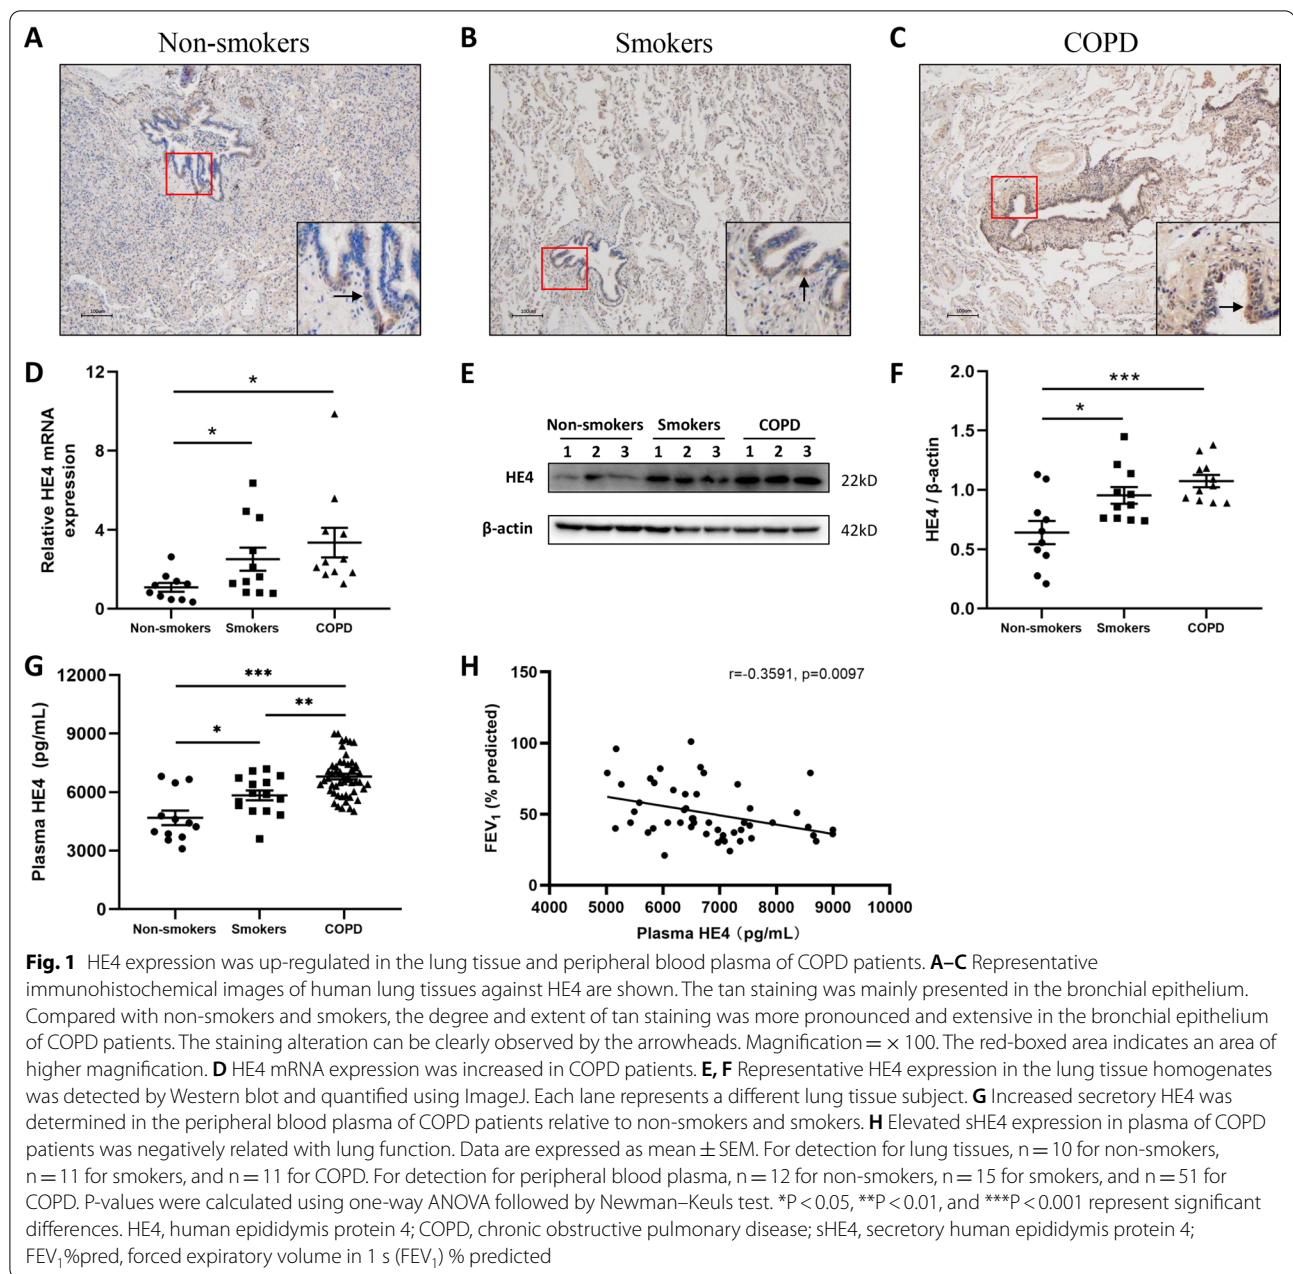 A Non-smokers
B Smokers
C COPD
100um
100um
100um
D
Relative HE4 mRNA
expression
12
8
4
0
*
*
Non-smokers Smokers COPD
E
Non-smokers Smokers COPD
1 2 3 1 2 3 1 2 3
HE4 22kD
β-actin 42kD
F
HE4 / β-actin
2.0
1.5
1.0
0.5
0.0
***
*
Non-smokers Smokers COPD
G
Plasma HE4 (pg/mL)
12000
9000
6000
3000
0
***
**
*
Non-smokers Smokers COPD
H
FEV1 (% predicted)
150
100
50
0
r=-0.3591, p=0.0097
4000 5000 6000 7000 8000 9000 10000
Plasma HE4（pg/mL）
Fig. 1 HE4 expression was up-regulated in the lung tissue and peripheral blood plasma of COPD patients. A–C Representative
immunohistochemical images of human lung tissues against HE4 are shown. The tan staining was mainly presented in the bronchial epithelium.
Compared with non-smokers and smokers, the degree and extent of tan staining was more pronounced and extensive in the bronchial epithelium
of COPD patients. The staining alteration can be clearly observed by the arrowheads. Magnification = × 100. The red-boxed area indicates an area of
higher magnification. D HE4 mRNA expression was increased in COPD patients. E, F Representative HE4 expression in the lung tissue homogenates
was detected by Western blot and quantified using ImageJ. Each lane represents a different lung tissue subject. G Increased secretory HE4 was
determined in the peripheral blood plasma of COPD patients relative to non-smokers and smokers. H Elevated sHE4 expression in plasma of COPD
patients was negatively related with lung function. Data are expressed as mean ± SEM. For detection for lung tissues, n = 10 for non-smokers,
n = 11 for smokers, and n = 11 for COPD. For detection for peripheral blood plasma, n = 12 for non-smokers, n = 15 for smokers, and n = 51 for
COPD. P-values were calculated using one-way ANOVA followed by Newman–Keuls test. *P < 0.05, **P < 0.01, and ***P < 0.001 represent significant
differences. HE4, human epididymis protein 4; COPD, chronic obstructive pulmonary disease; sHE4, secretory human epididymis protein 4;
FEV1%pred, forced expiratory volume in 1 s (FEV1) % predicted